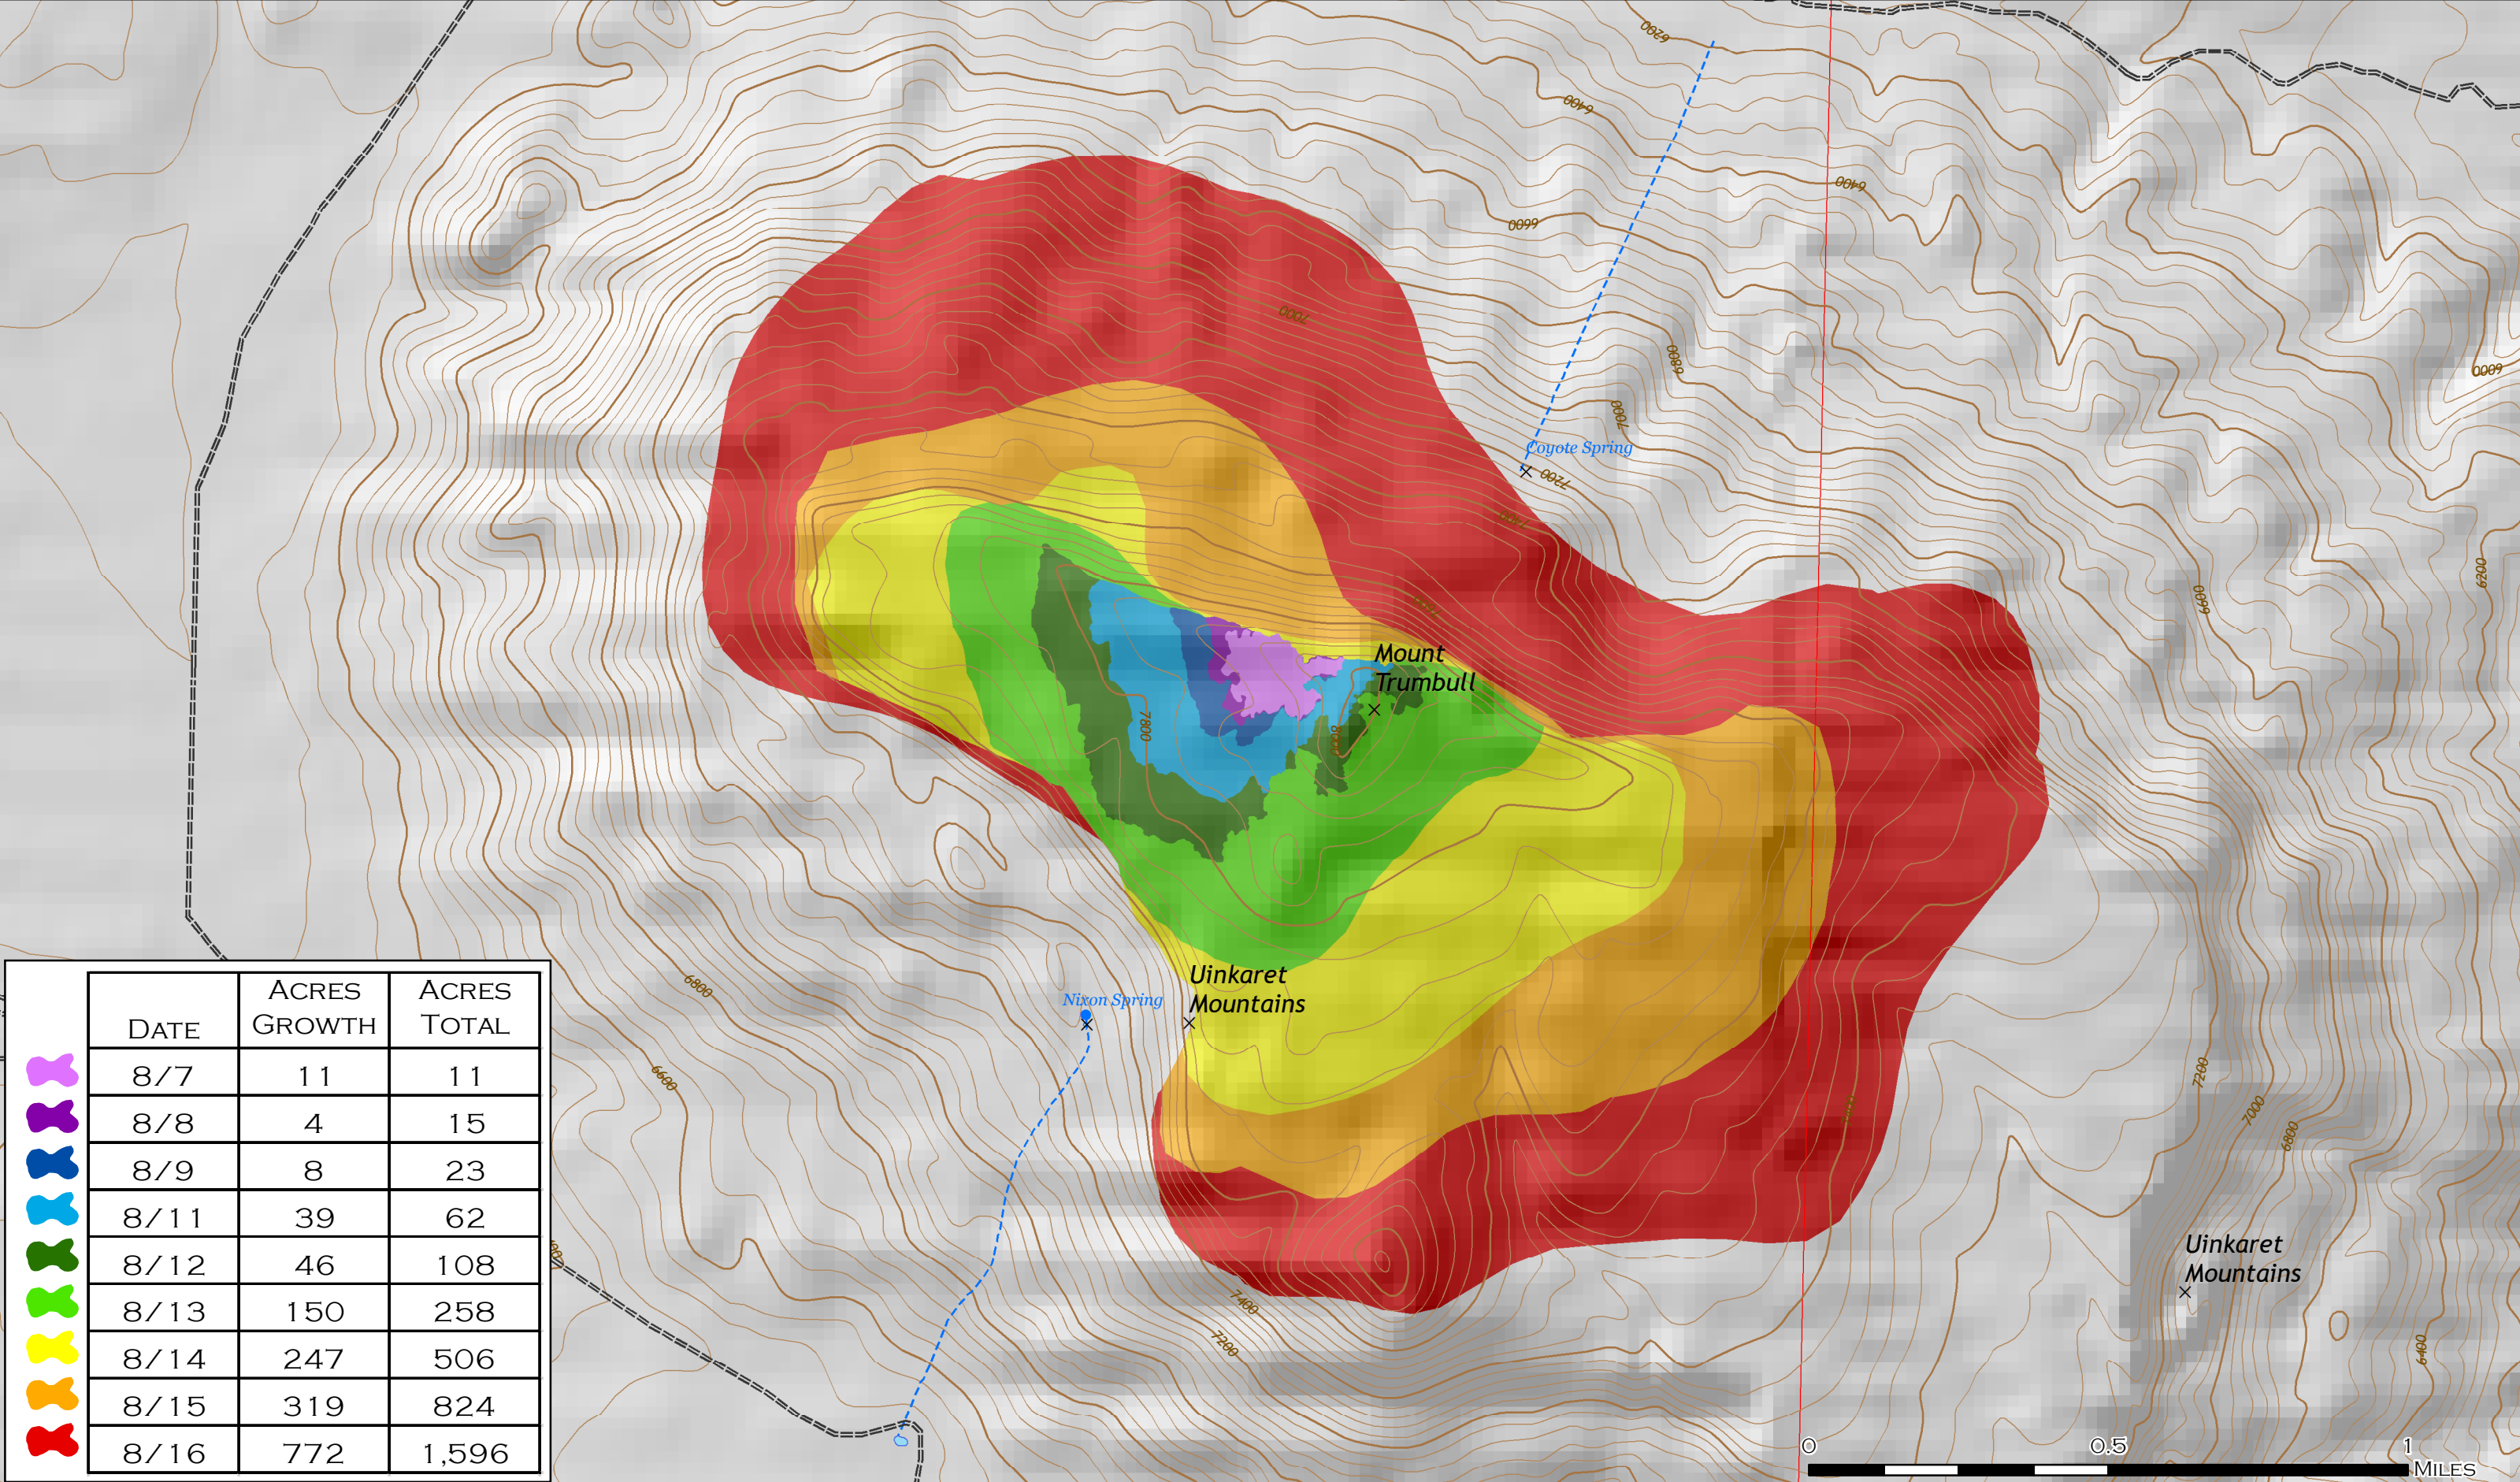 6200
6400
6400
6600
7000
6800
6600
7000
Coyote Spring
7200
6200
6600
Mount
Trumbull
7800
Uinkaret
Mountains
Nixon Spring
6800
6600
7200
7000
6800
Uinkaret
Mountains
7400
7200
6400
DATE ACRES GROWTH ACRES TOTAL
8/7 11 11
8/8 4 15
8/9 8 23
8/11 39 62
8/12 46 108
8/13 150 258
8/14 247 506
8/15 319 824
8/16 772 1,596
0 0.5 1
MILES